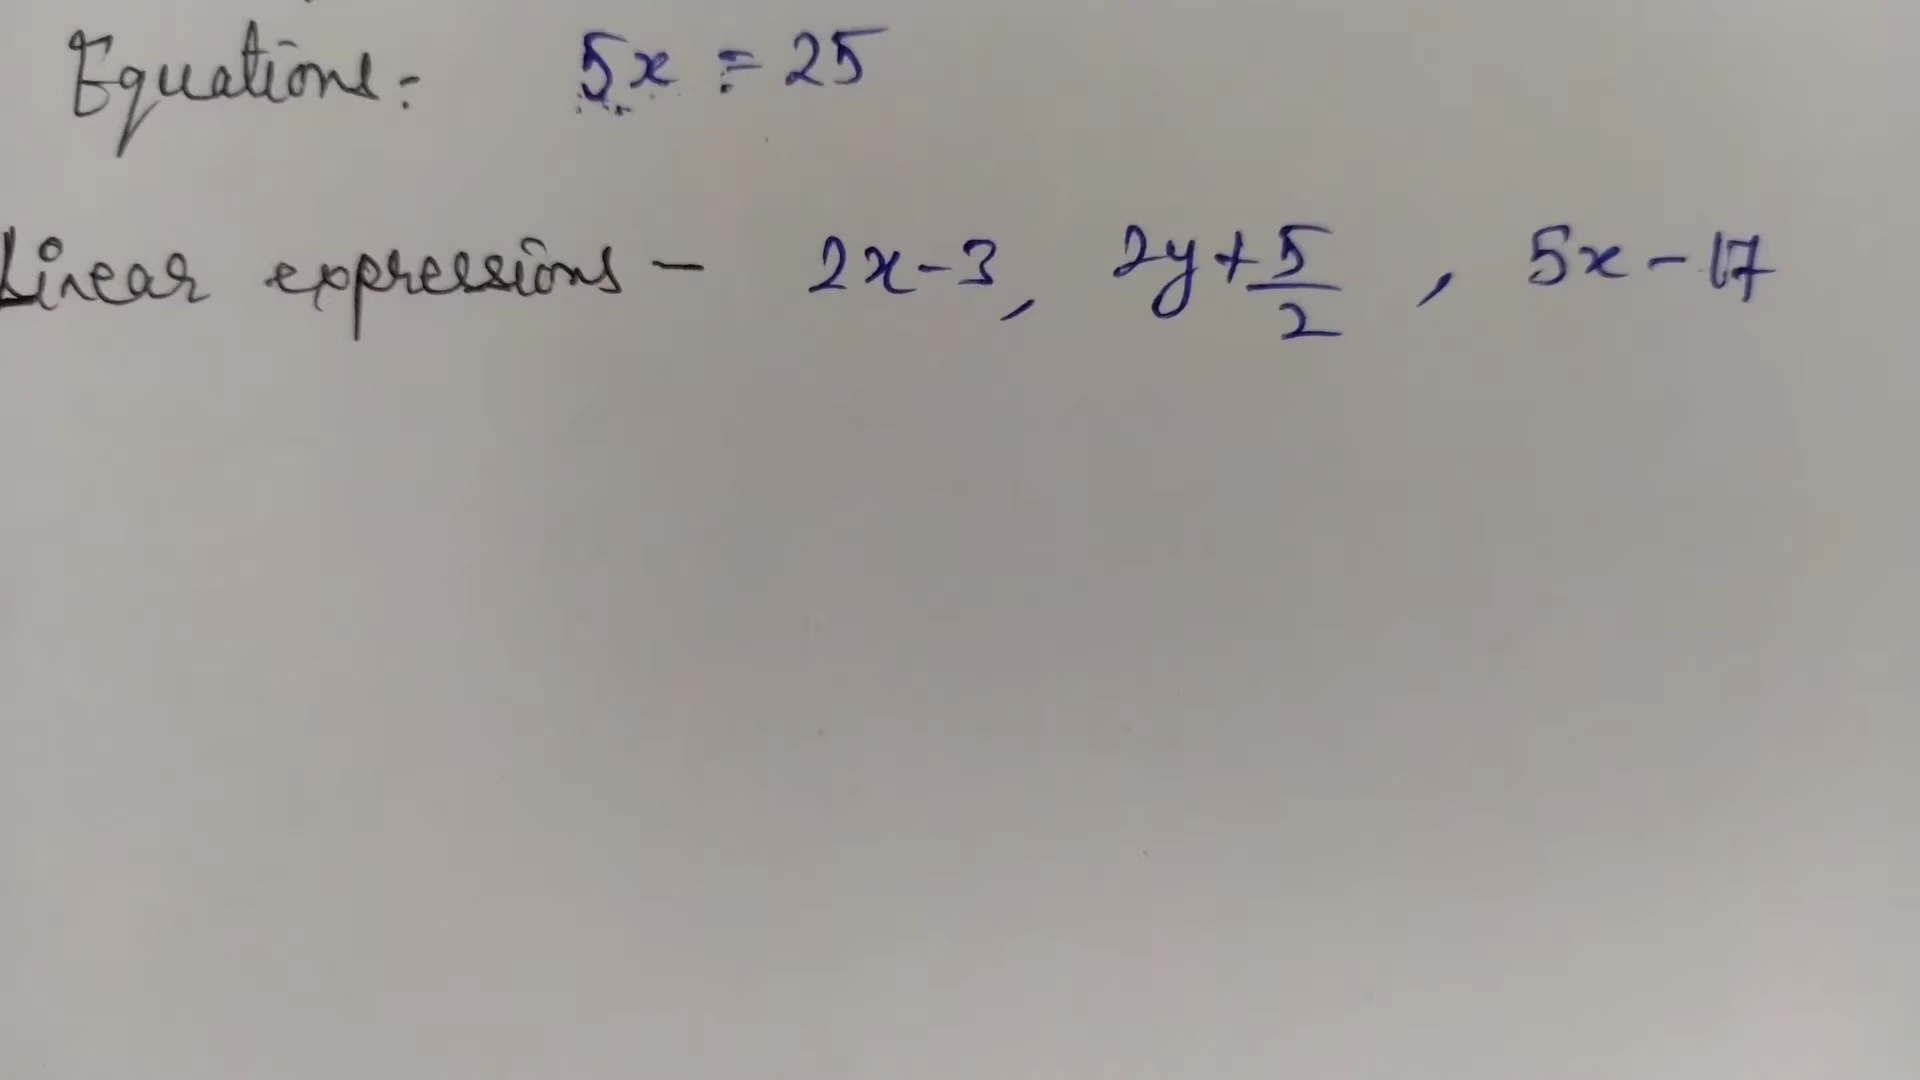 Equations: 5x = 25
Linear expressions - 2x-3, 2y+5/2, 5x-17